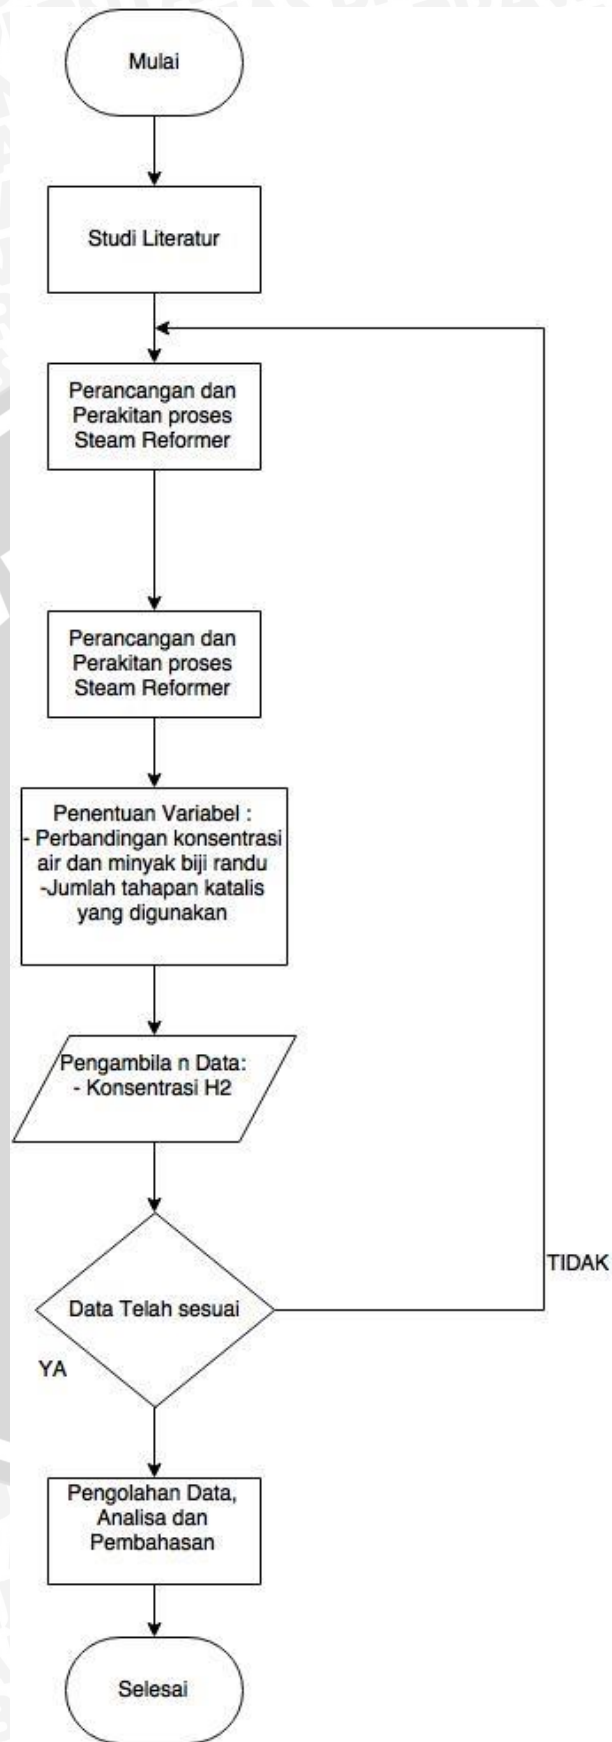 Mulai
Studi Literatur
Perancangan dan
Perakitan proses
Steam Reformer
Perancangan dan
Perakitan proses
Steam Reformer
Penentuan Variabel :
- Perbandingan konsentrasi
air dan minyak biji randu
-Jumlah tahapan katalis
yang digunakan
Pengambila n Data:
- Konsentrasi H2
TIDAK
Data Telah sesuai
YA
Pengolahan Data,
Analisa dan
Pembahasan
Selesai